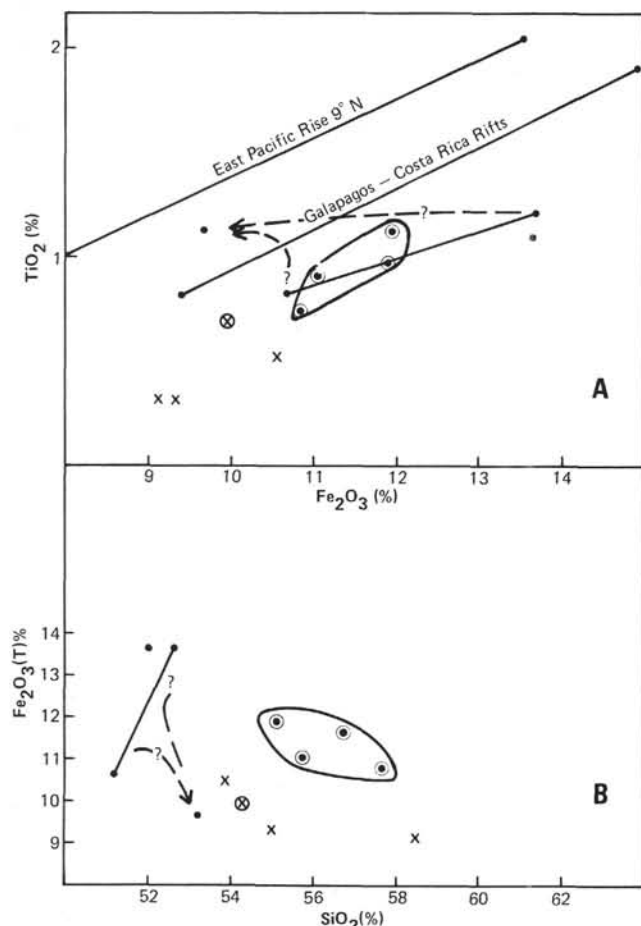 2
East Pacific Rise 9° N
Galapagos – Costa Rica Rifts
?
TiO₂ (%)
1
?
A
9 10 11 12 13 14
Fe₂O₃ (%)
Fe₂O₃(T)%
14
13
?
12
11
?
B
10
9
52 54 56 58 60 62
SiO₂(%)